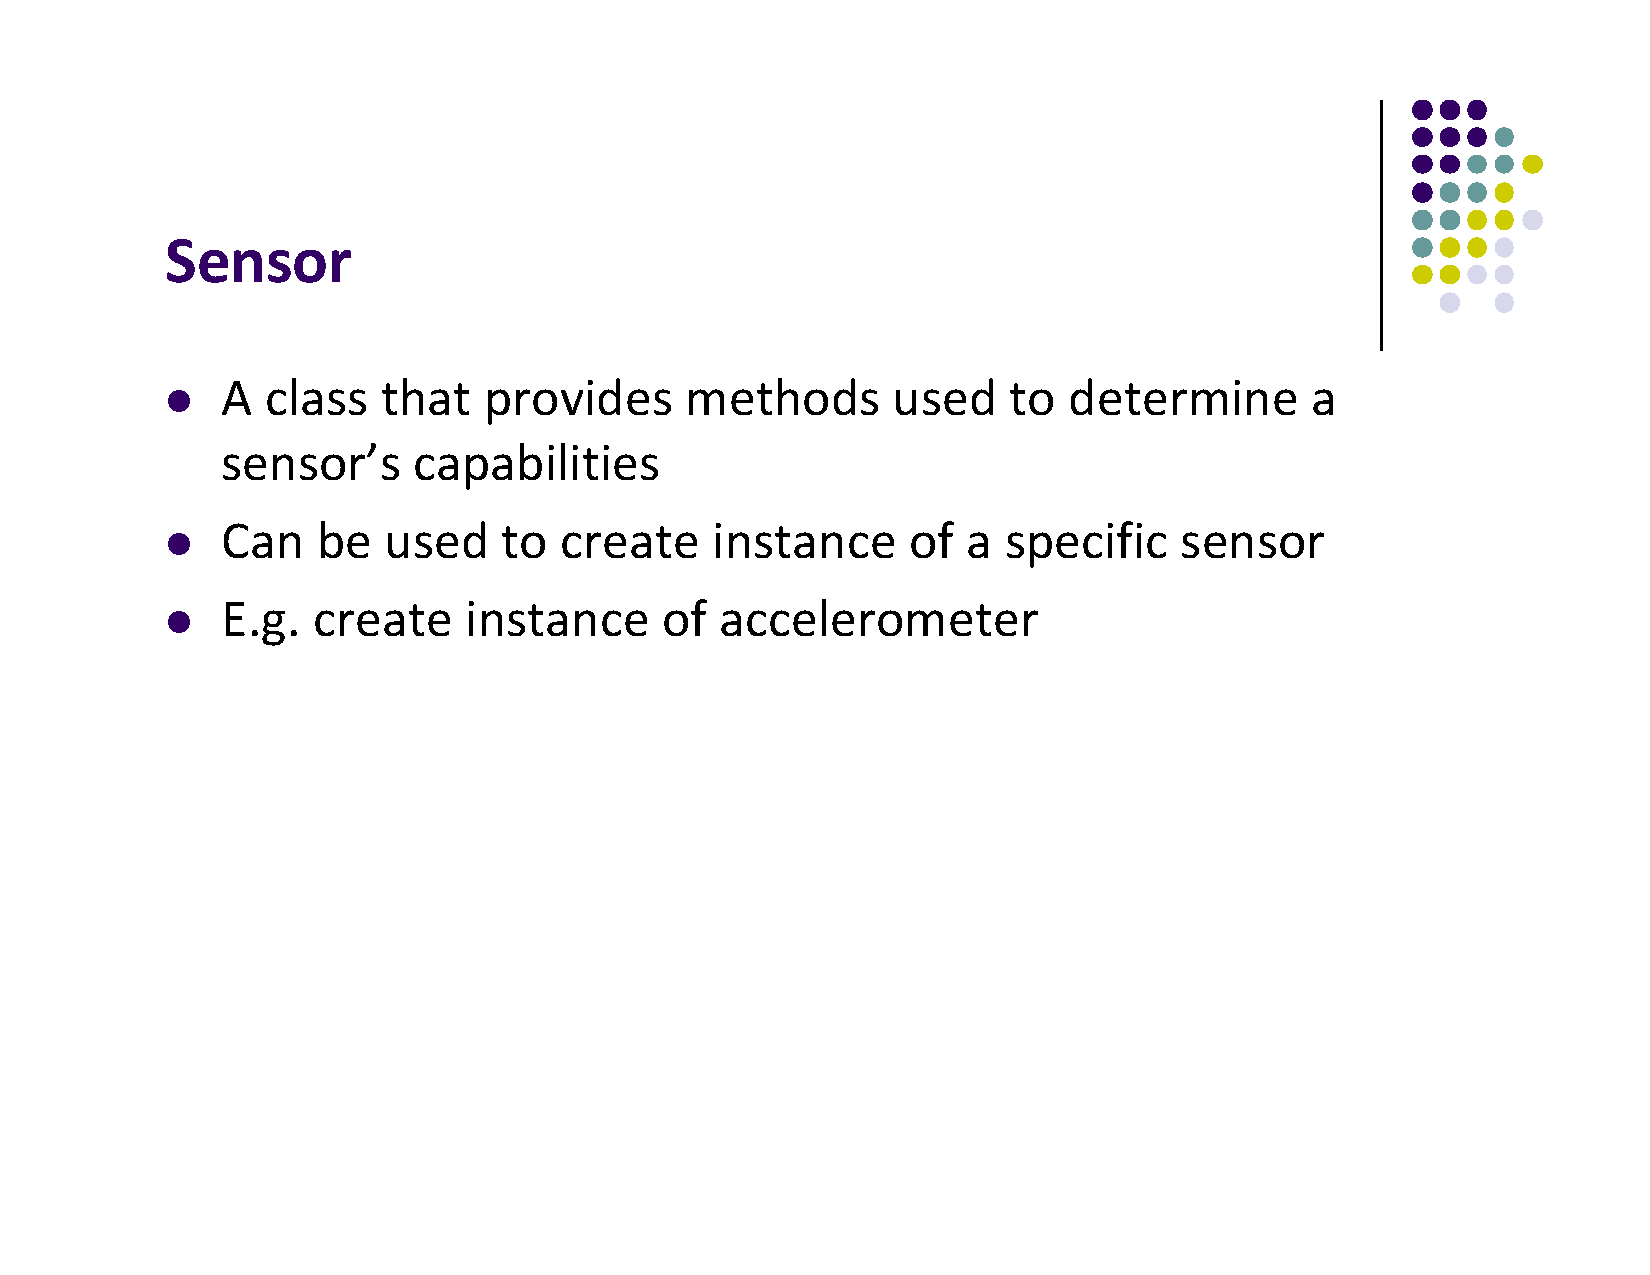 Sensor
A class that provides methods used to determine a
sensor’s capabilities
Can be used to create instance of a specific sensor
E.g. create instance of accelerometer